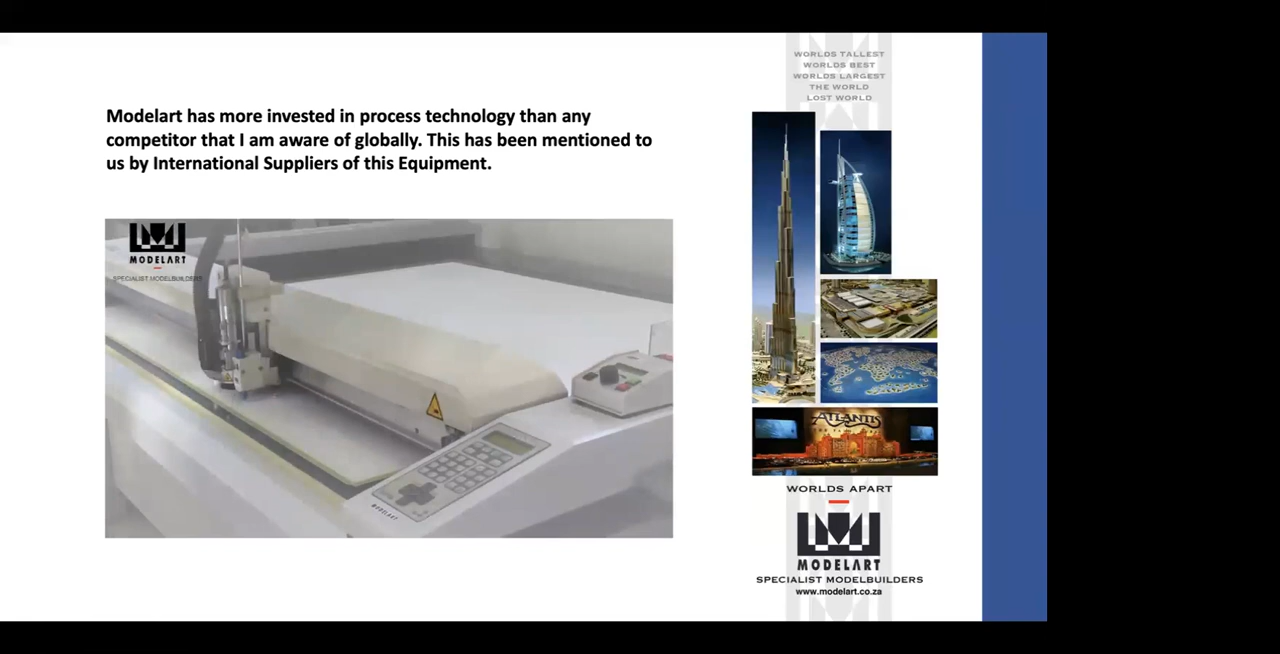 Modelart has more invested in process technology than any
competitor that I am aware of globally. This has been mentioned to
us by International Suppliers of this Equipment.
MODELART
SPECIALIST MODELBUILDERS
MODELART
WORLDS TALLEST
WORLDS BEST
WORLDS LARGEST
THE WORLD
LOST WORLD
ATLANTIS
WORLDS APART
MODELART
SPECIALIST MODELBUILDERS
www.modelart.co.za